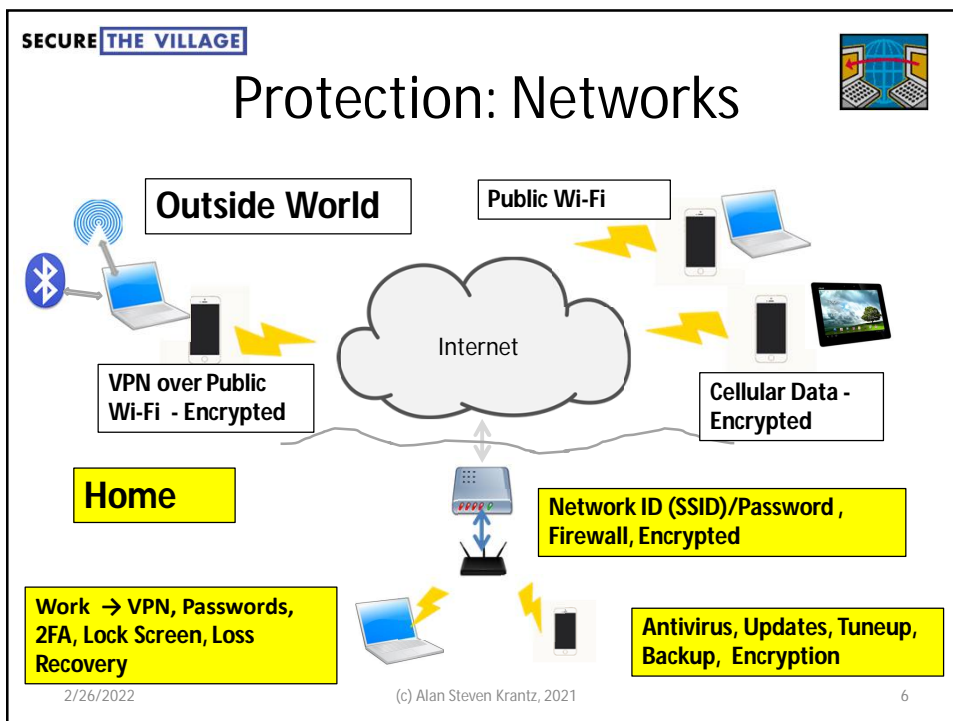 SECURE THE VILLAGE
Protection: Networks
Outside World
Public Wi-Fi
Internet
VPN over Public
Wi-Fi - Encrypted
Cellular Data -
Encrypted
Home
Network ID (SSID)/Password ,
Firewall, Encrypted
Work → VPN, Passwords,
2FA, Lock Screen, Loss
Recovery
Antivirus, Updates, Tuneup,
Backup, Encryption
2/26/2022
(c) Alan Steven Krantz, 2021
6